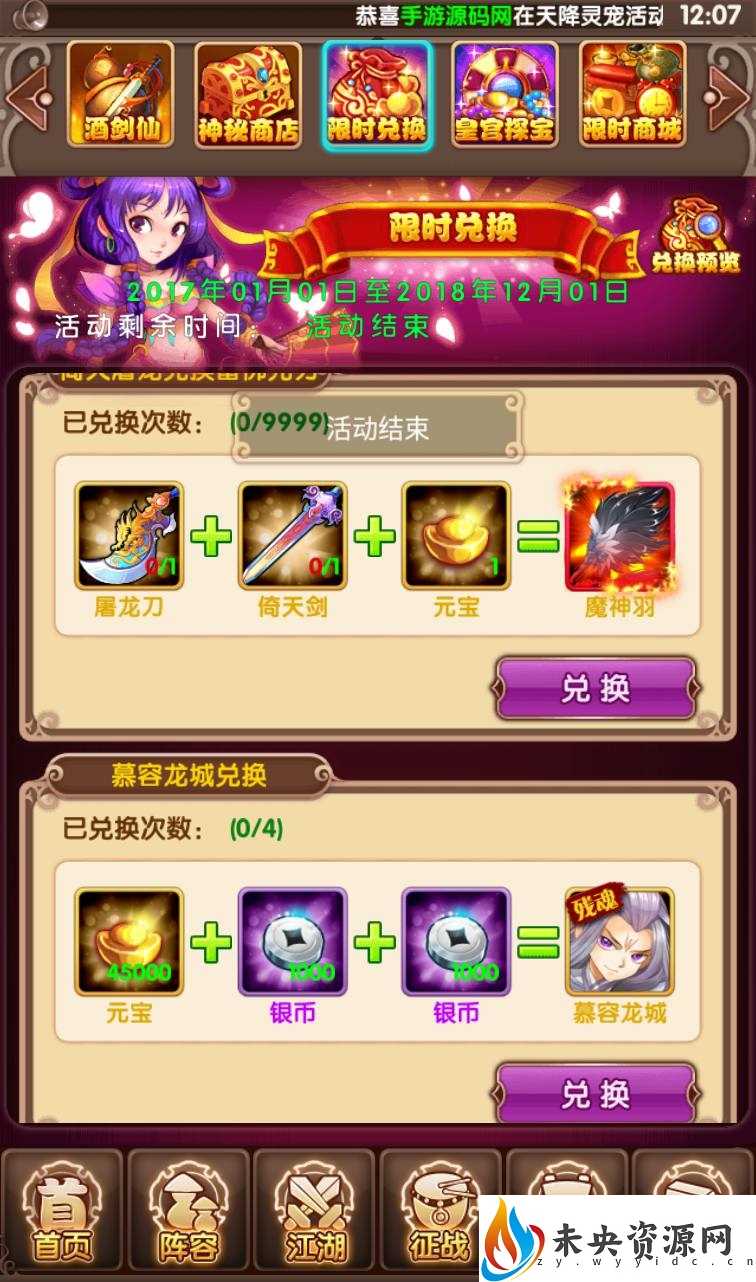 恭喜手游源码网在天降灵宠活动 12:07
酒剑仙 神秘商店 限时兑换 皇宫探宝 限时商城
限时兑换
兑换预览
2017年01月01日至2018年12月01日
活动剩余时间: 活动结束
已兑换次数: (0/9999)
活动结束
0/1 0/1 1
屠龙刀 倚天剑 元宝 魔神羽
兑换
慕容龙城兑换
已兑换次数: (0/4)
残魂
45000 1000 1000
元宝 银币 银币 慕容龙城
兑换
首
首页 阵容 江湖 征战
未央资源网
zy.wyyidc.cn